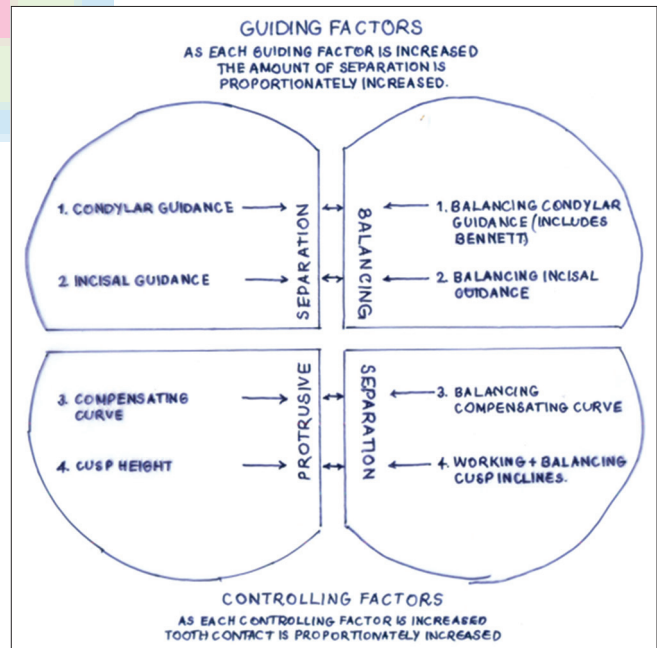 GUIDING FACTORS
AS EACH GUIDING FACTOR IS INCREASED
THE AMOUNT OF SEPARATION IS
PROPORTIONATELY INCREASED.
1. CONDYLAR GUIDANCE
2 INCISAL GUIDANCE
SEPARATION
BALANCING
1. BALANCING CONDYLAR
GUIDANCE (INCLUDES
BENNETT)
2. BALANCING INCISAL
GUIDANCE
3. COMPENSATING
CURVE
4. CUSP HEIGHT
PROTRUSIVE
SEPARATION
3. BALANCING
COMPENSATING CURVE
4. WORKING + BALANCING
CUSP INCLINES.
CONTROLLING FACTORS
AS EACH CONTROLLING FACTOR IS INCREASED
TOOTH CONTACT IS PROPORTIONATELY INCREASED